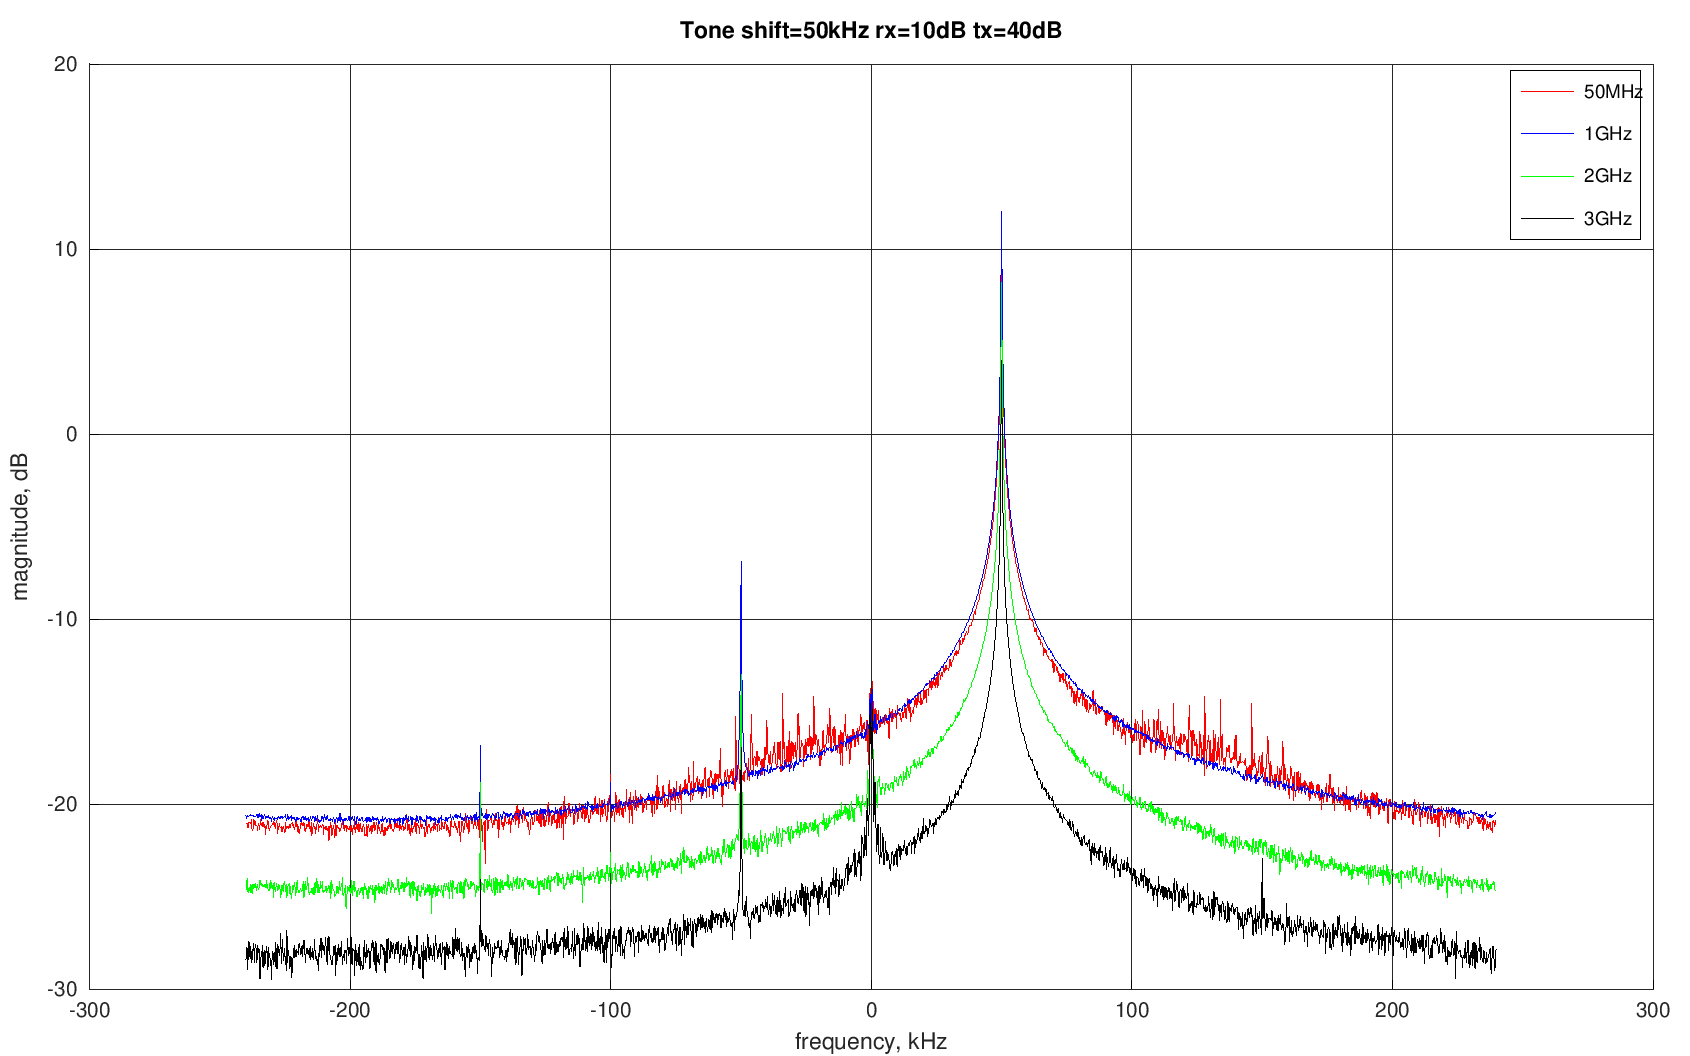 Tone shift=50kHz rx=10dB tx=40dB
20
10
0
-10
-20
-30
magnitude, dB
50MHz
1GHz
2GHz
3GHz
-300
-200
-100
0
100
200
300
frequency, kHz